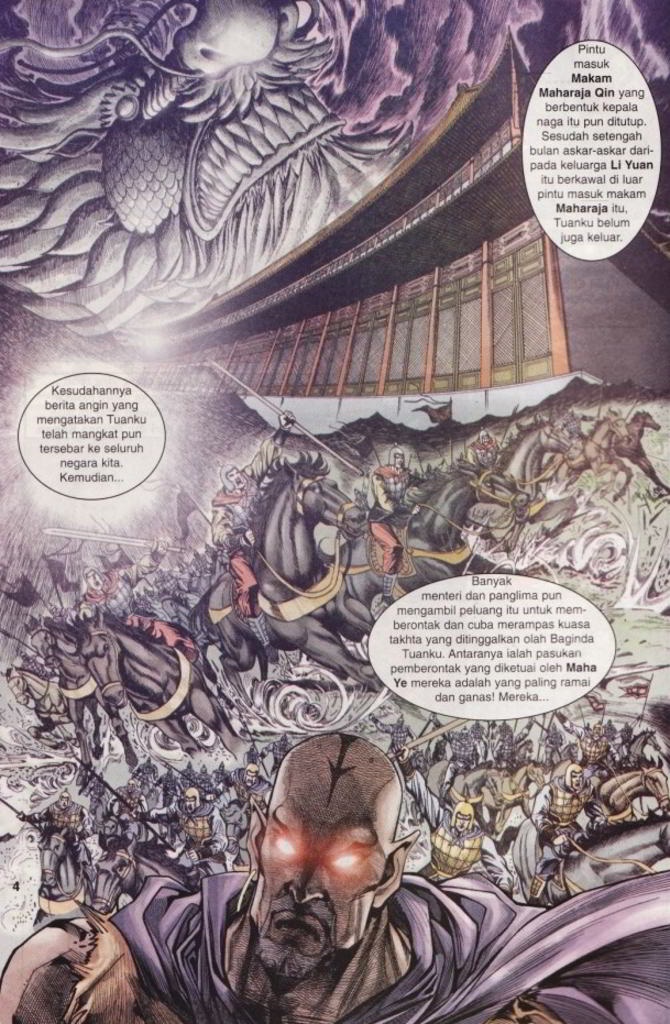 Pintu
masuk
Makam
Maharaja Qin yang
berbentuk kepala
naga itu pun ditutup.
Sesudah setengah
bulan askar-askar dari-
pada keluarga Li Yuan
itu berkawal di luar
pintu masuk makam
Maharaja itu,
Tuanku belum
juga keluar.
Kesudahannya
berita angin yang
mengatakan Tuanku
telah mangkat pun
tersebar ke seluruh
negara kita.
Kemudian...
Banyak
menteri dan panglima pun
mengambil peluang itu untuk mem-
berontak dan cuba merampas kuasa
takhta yang ditinggalkan olah Baginda
Tuanku. Antaranya ialah pasukan
pemberontak yang diketuai oleh Maha
Ye mereka adalah yang paling ramai
dan ganas! Mereka...
4